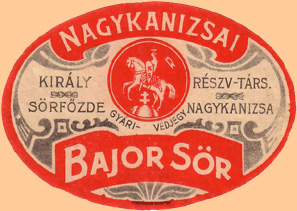 NAGYKANIZSAI
KIRÁLY
SÖRFŐZDE
RÉSZV-TÁRS.
NAGYKANIZSA
GYÁRI- VÉDJEGY
BAJOR SÖR